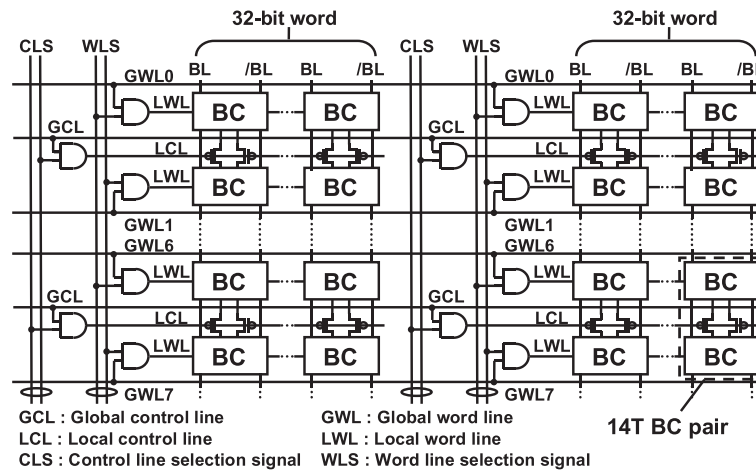 32-bit word 32-bit word
CLS WLS BL /BL BL /BL CLS WLS BL /BL BL /BL
GWL0 GWL0
LWL BC BC LWL BC BC
GCL GCL
LCL LCL
LWL BC BC LWL BC BC
GWL1 GWL1
GWL6 GWL6
LWL BC BC LWL BC BC
GCL GCL
LCL LCL
LWL BC BC LWL BC BC
GWL7 GWL7
GCL : Global control line GWL : Global word line
LCL : Local control line LWL : Local word line
CLS : Control line selection signal WLS : Word line selection signal
14T BC pair